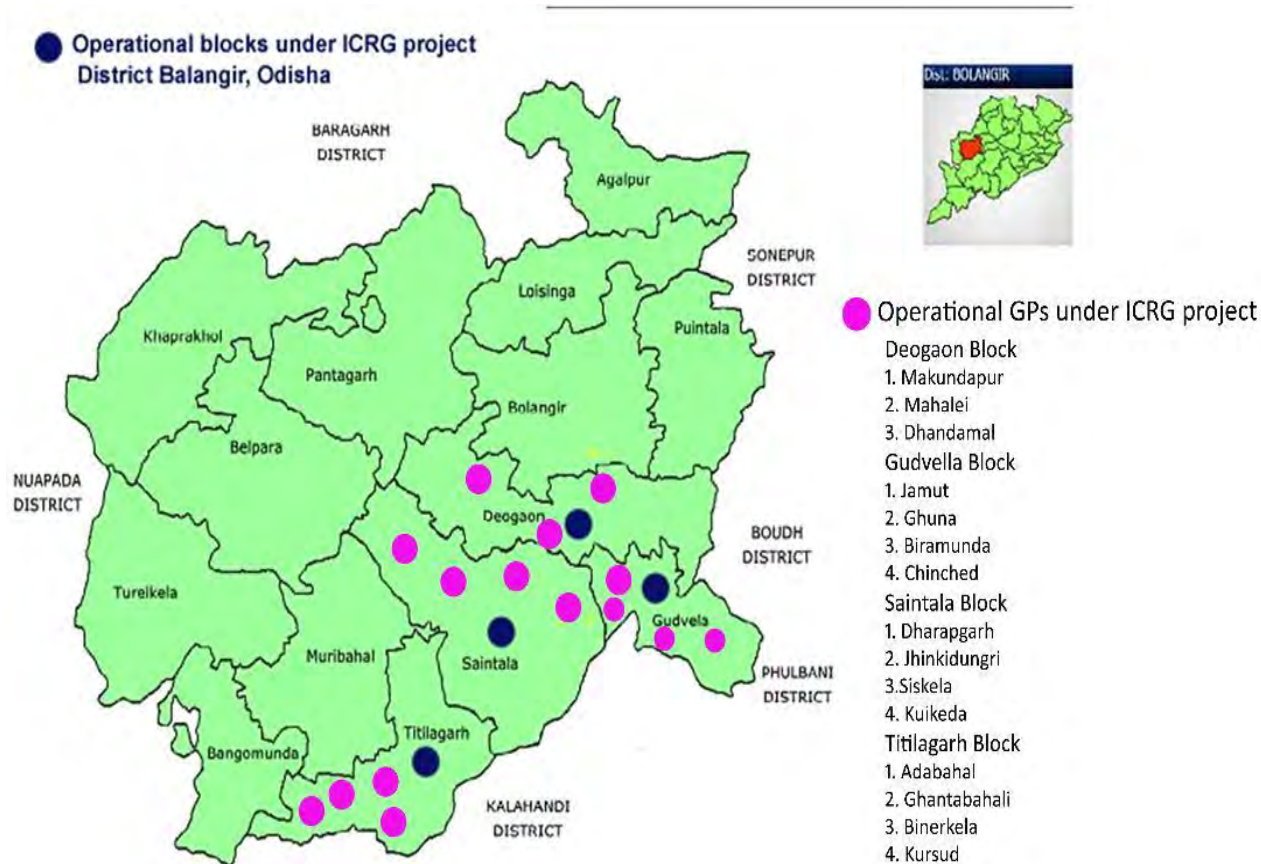 Operational blocks under ICRG project
District Balangir, Odisha
Dist: BOLANGIR
BARAGARH
DISTRICT
Agalpur
SONEPUR
DISTRICT
Loisinga
Khaprakhol
Puintala
Pantagarh
Bolangir
Belpara
NUAPADA
DISTRICT
Deogaon
BOUDH
DISTRICT
Tureikela
Gudvela
Muribahal
Saintala
PHULBANI
DISTRICT
Titilagarh
Bangomunda
KALAHANDI
DISTRICT
Operational GPs under ICRG project
Deogaon Block
1. Makundapur
2. Mahalei
3. Dhandamal
Gudvella Block
1. Jamut
2. Ghuna
3. Biramunda
4. Chinched
Saintala Block
1. Dharapgarh
2. Jhinkidungri
3.Siskela
4. Kuikeda
Titilagarh Block
1. Adabahal
2. Ghantabahali
3. Binerkela
4. Kursud